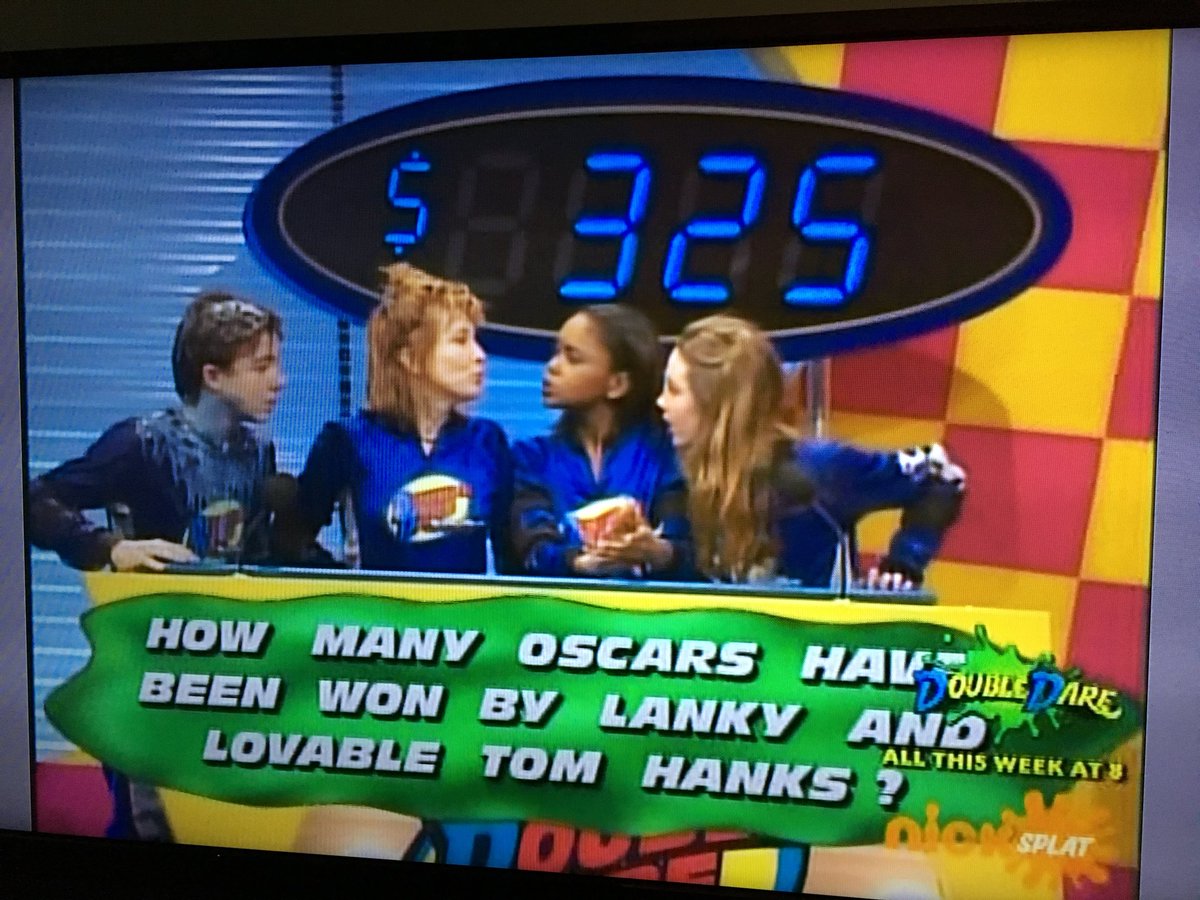 $ 325
HOW MANY OSCARS HAVE
BEEN WON BY LANKY AND
LOVABLE TOM HANKS ?
DOUBLE DARE
ALL THIS WEEK AT 8
nick SPLAT